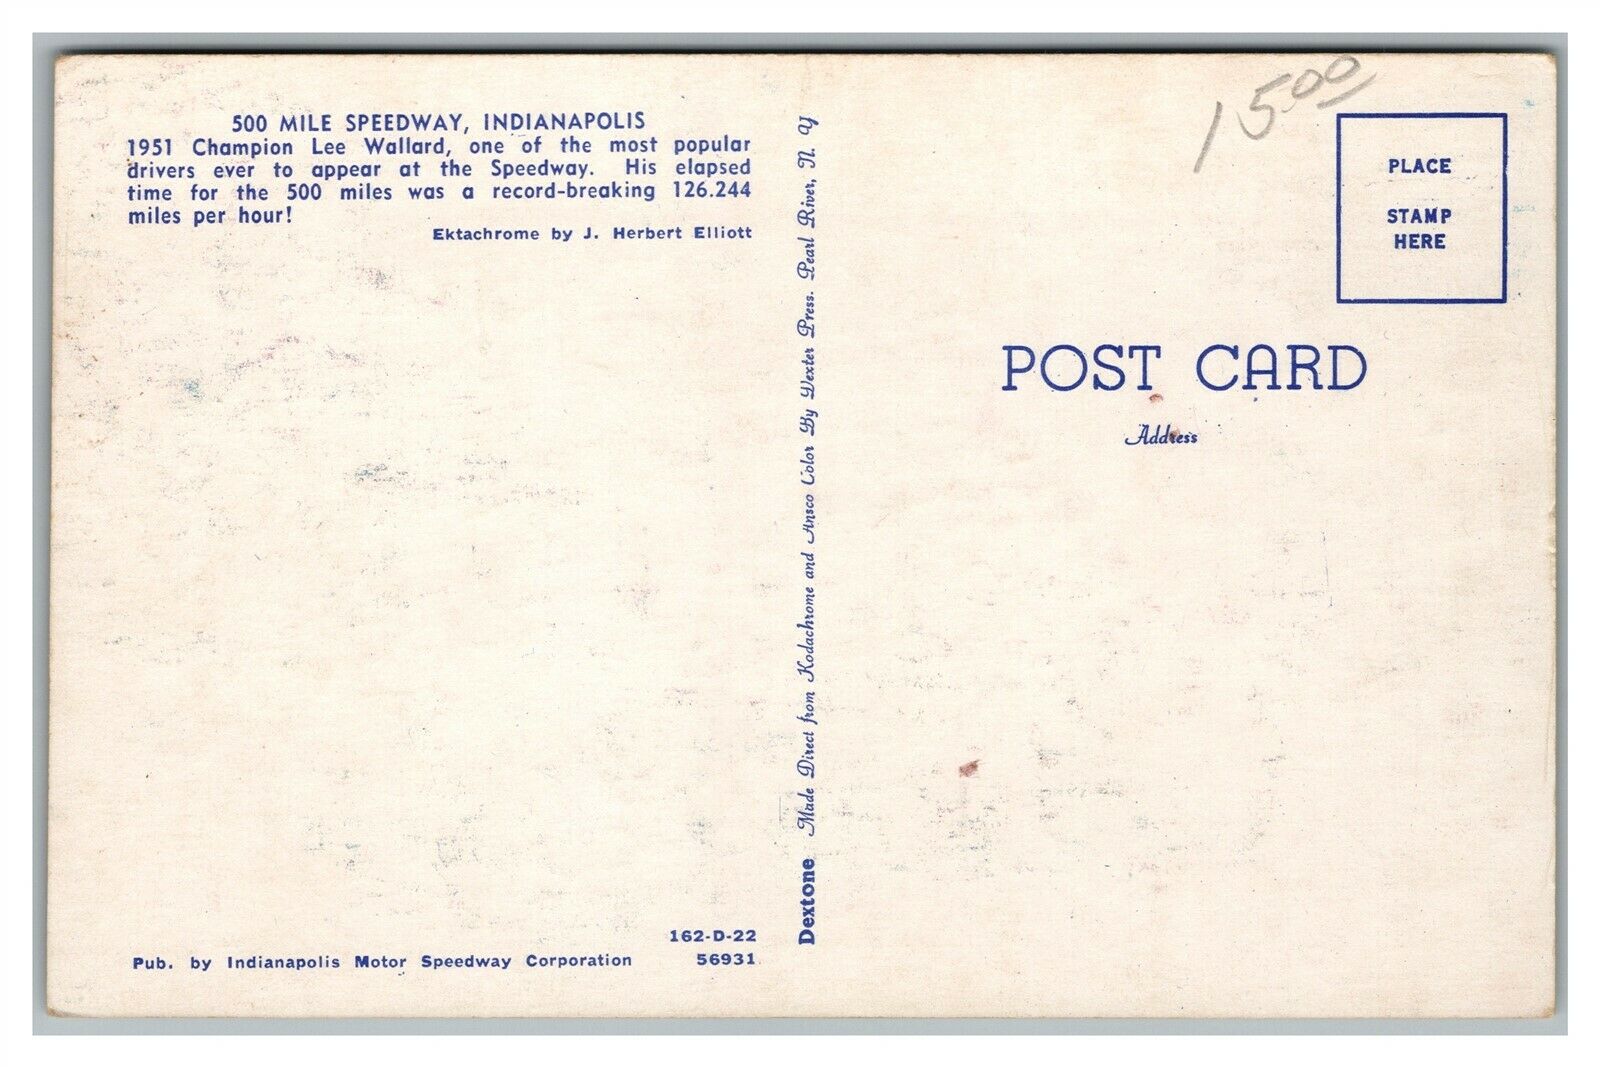 500 MILE SPEEDWAY, INDIANAPOLIS
1951 Champion Lee Wallard, one of the most popular
drivers ever to appear at the Speedway. His elapsed
time for the 500 miles was a record-breaking 126.244
miles per hour!
Ektachrome by J. Herbert Elliott
162-D-22
Pub. by Indianapolis Motor Speedway Corporation 56931
Dextone Made Direct from Kodachrome and Ansco Color By Dexter Press. Pearl River, N. Y
1500
PLACE
STAMP
HERE
POST CARD
Address